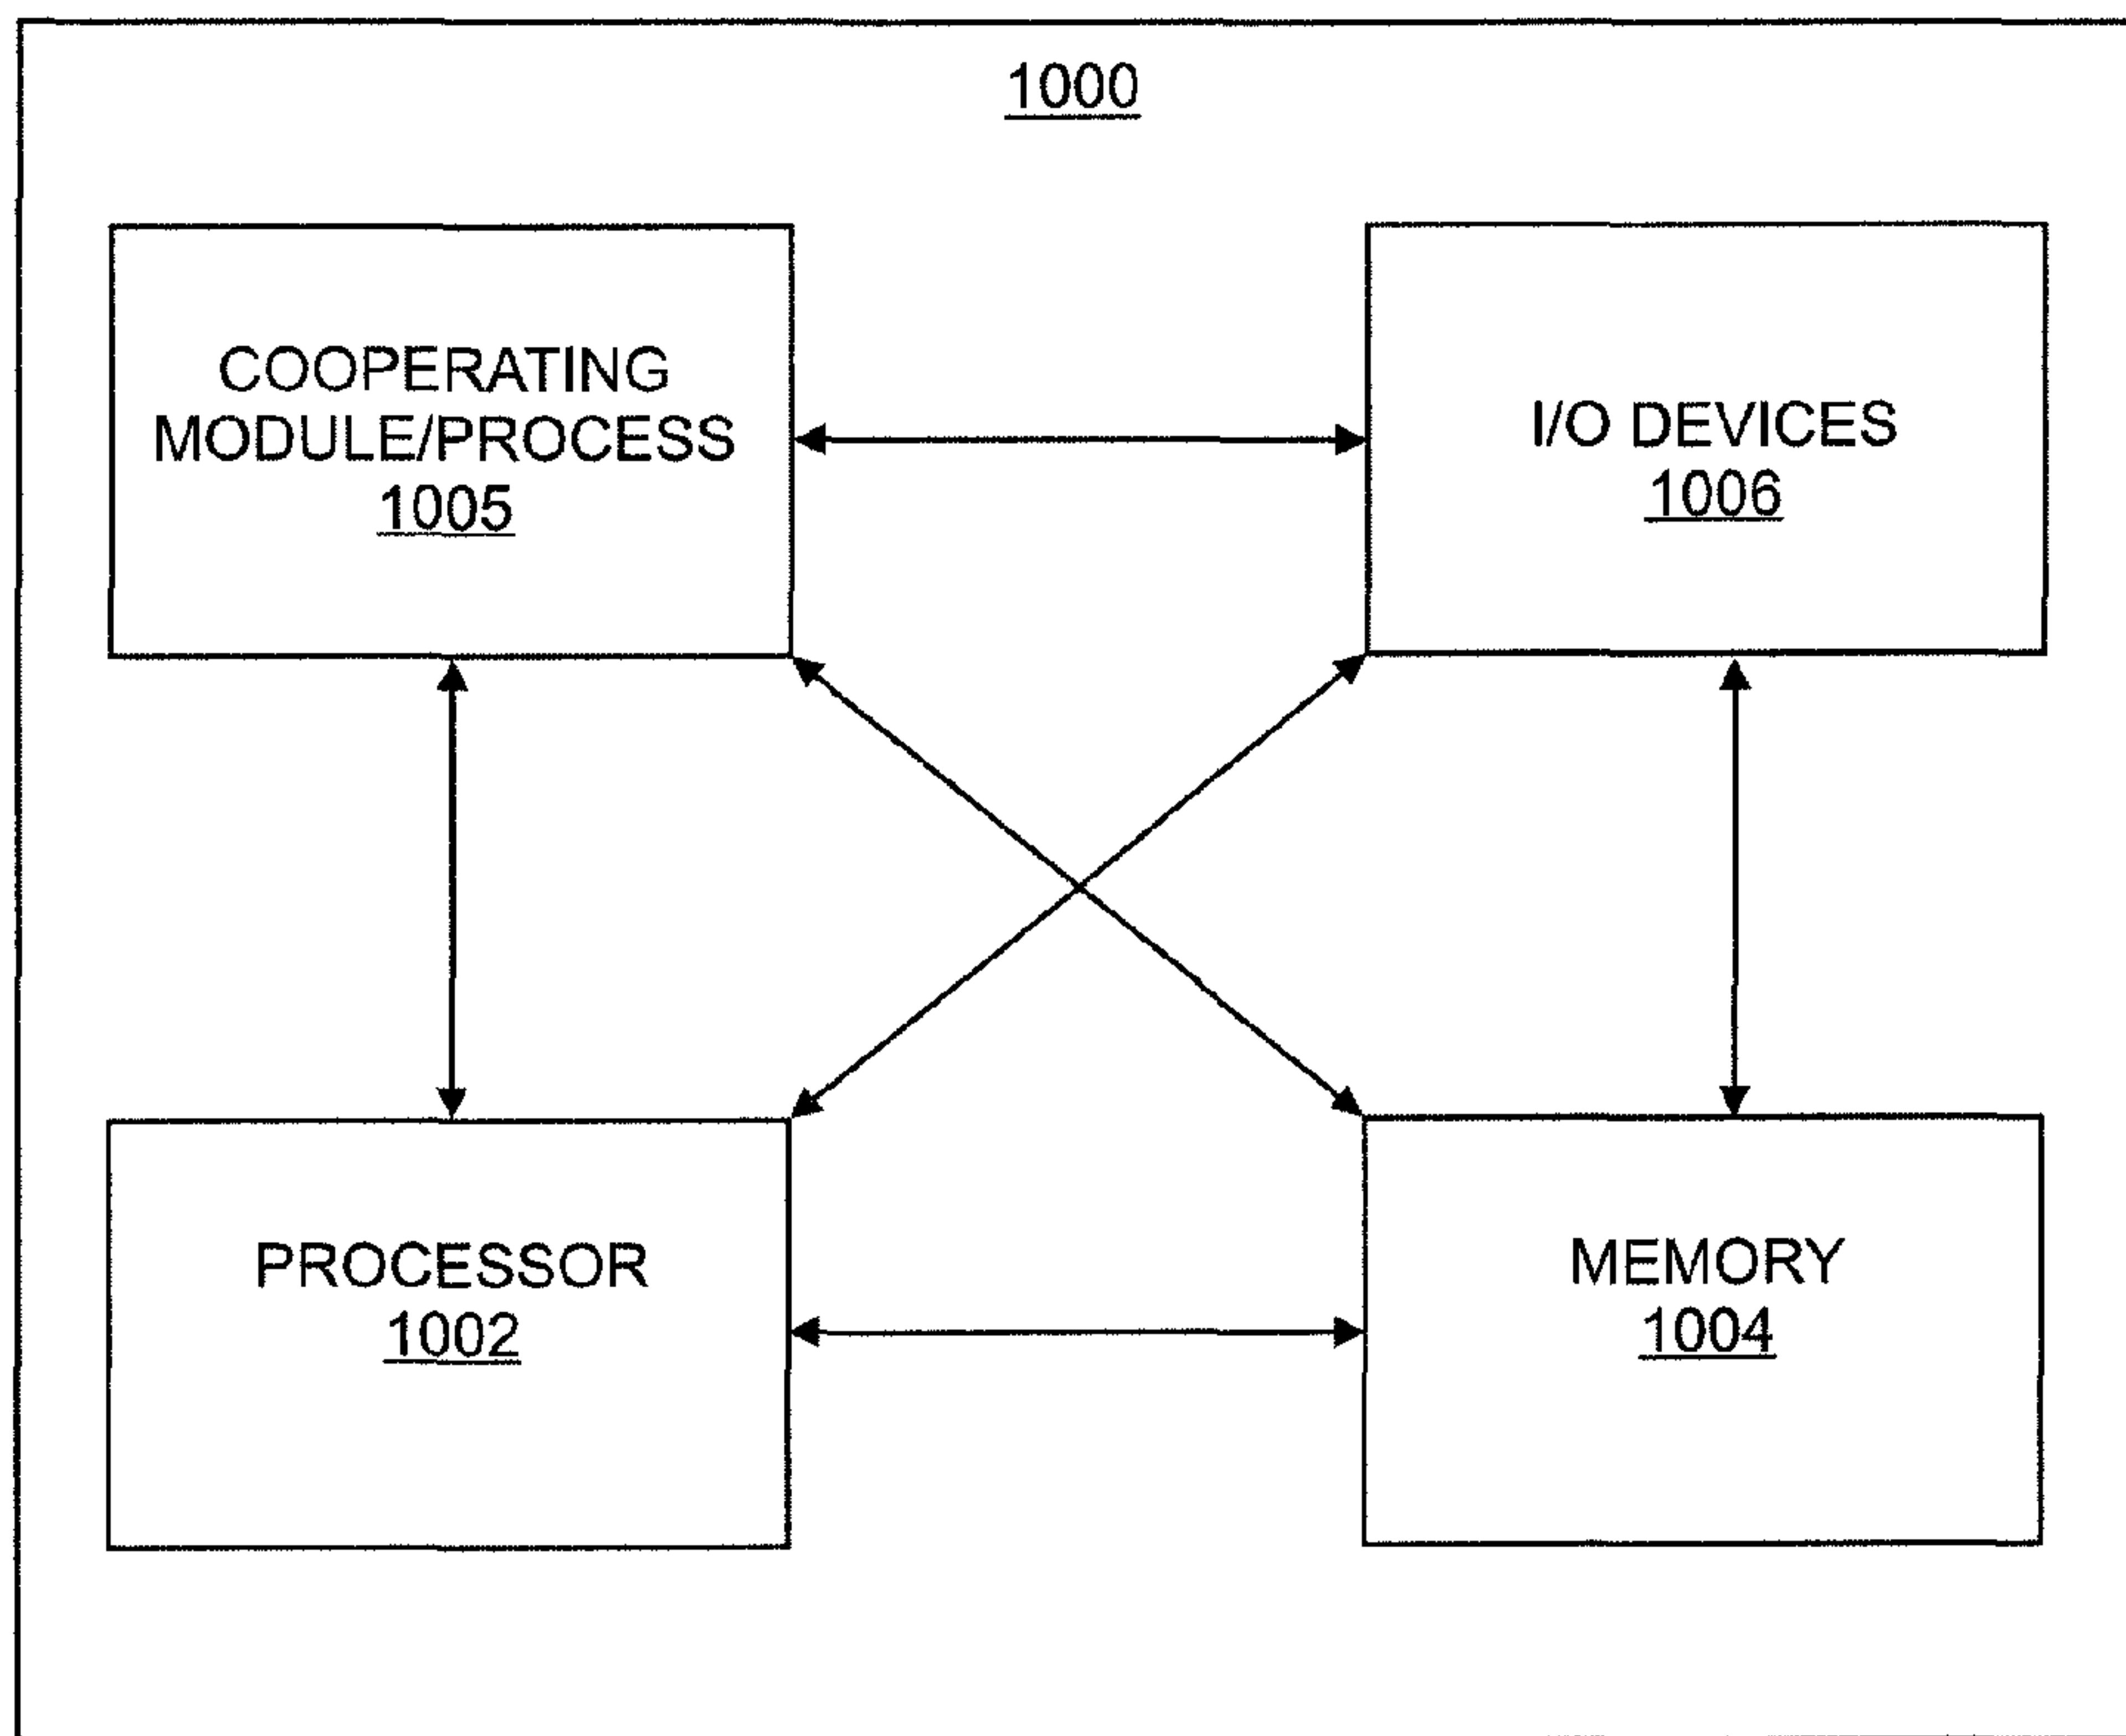 1000
COOPERATING
MODULE/PROCESS
1005
I/O DEVICES
1006
PROCESSOR
1002
MEMORY
1004